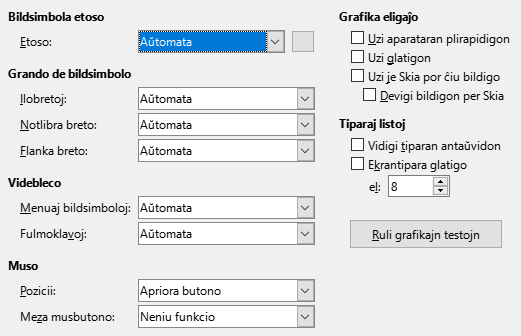 Bildsimbola etoso
Etoso: Aŭtomata
Grando de bildsimbolo
Ilobretoj: Aŭtomata
Notlibra breto: Aŭtomata
Flanka breto: Aŭtomata
Videbleco
Menuaj bildsimboloj: Aŭtomata
Fulmoklavoj: Aŭtomata
Muso
Pozicii: Apriora butono
Meza musbutono: Neniu funkcio
Grafika eligaĵo
Uzi aparataran plirapidigon
Uzi glatigon
Uzi je Skia por ĉiu bildigo
Devigi bildigon per Skia
Tiparaj listoj
Vidigi tiparan antaŭvidon
Ekrantipara glatigo
el: 8
Ruli grafikajn testojn